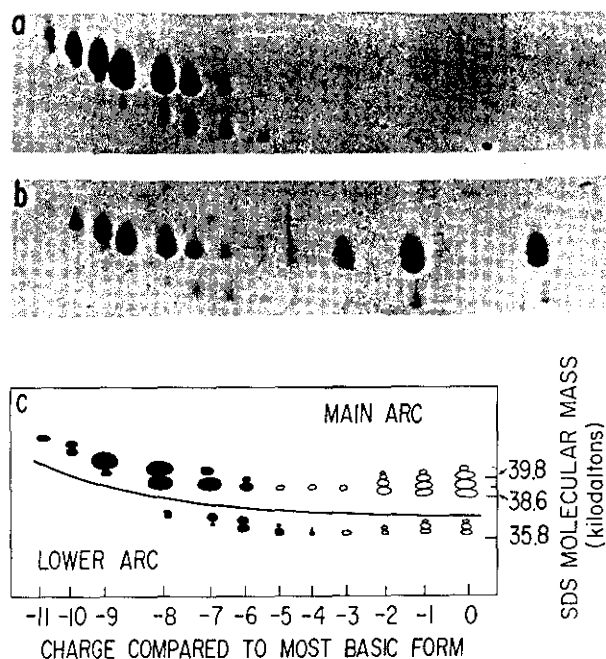 a
b
c
MAIN ARC
39.8
38.6
35.8
LOWER ARC
SDS MOLECULAR MASS
(kilodaltons)
-11 -10 -9 -8 -7 -6 -5 -4 -3 -2 -1 0
CHARGE COMPARED TO MOST BASIC FORM